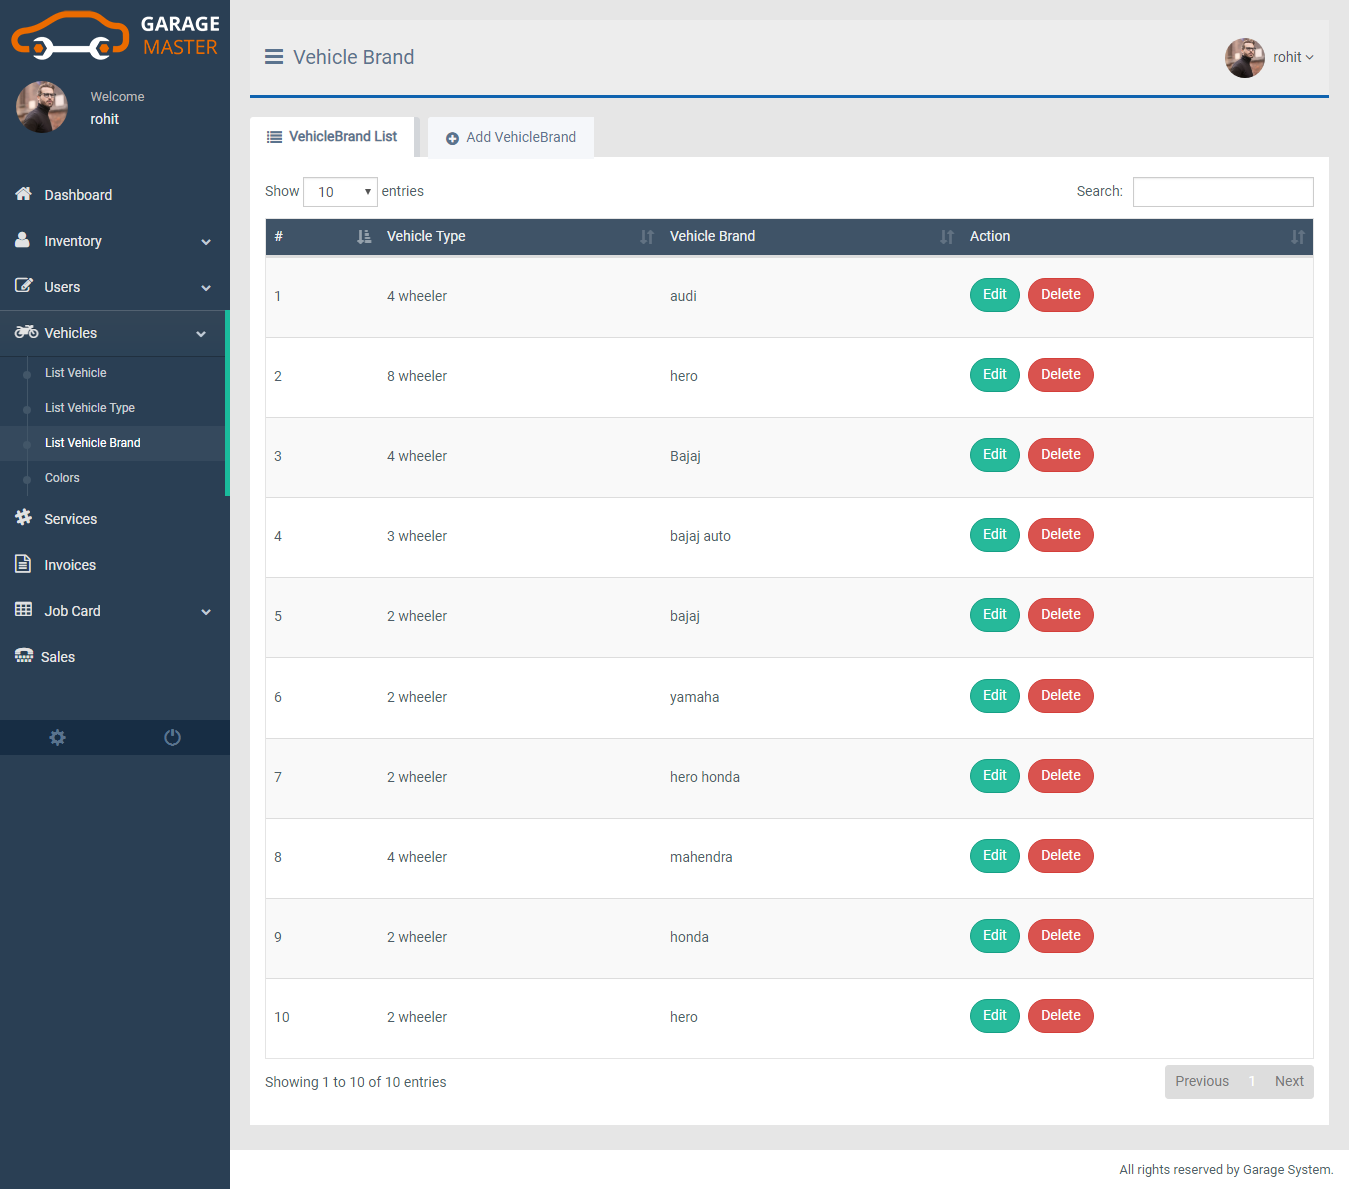 GARAGE
MASTER
Welcome
rohit
Dashboard
Inventory
Users
Vehicles
List Vehicle
List Vehicle Type
List Vehicle Brand
Colors
Services
Invoices
Job Card
Sales
Vehicle Brand
rohit
VehicleBrand List
Add VehicleBrand
Show 10 entries
Search:
# Vehicle Type Vehicle Brand Action
1 4 wheeler audi Edit Delete
2 8 wheeler hero Edit Delete
3 4 wheeler Bajaj Edit Delete
4 3 wheeler bajaj auto Edit Delete
5 2 wheeler bajaj Edit Delete
6 2 wheeler yamaha Edit Delete
7 2 wheeler hero honda Edit Delete
8 4 wheeler mahendra Edit Delete
9 2 wheeler honda Edit Delete
10 2 wheeler hero Edit Delete
Showing 1 to 10 of 10 entries
Previous 1 Next
All rights reserved by Garage System.